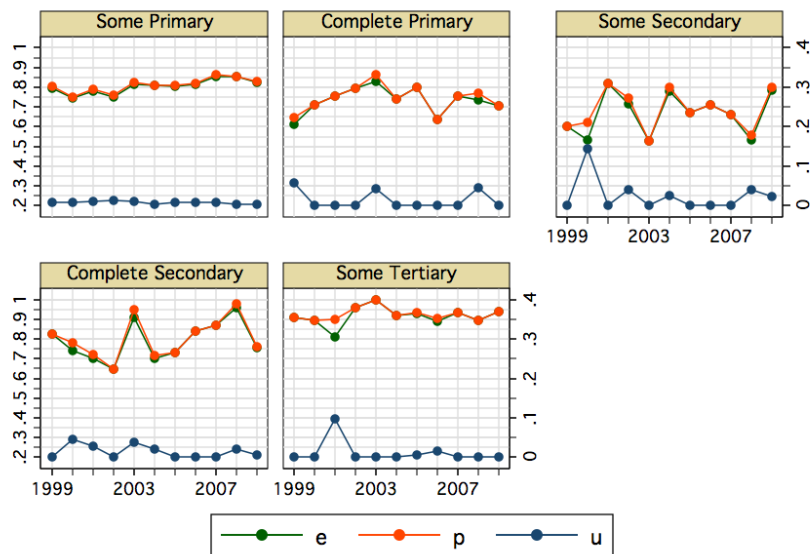 Some Primary
Complete Primary
Some Secondary
.2 .3 .4 .5 .6 .7 .8 .9 1
0 .1 .2 .3 .4
1999 2003 2007
Complete Secondary
Some Tertiary
.2 .3 .4 .5 .6 .7 .8 .9 1
0 .1 .2 .3 .4
1999 2003 2007
1999 2003 2007
e p u